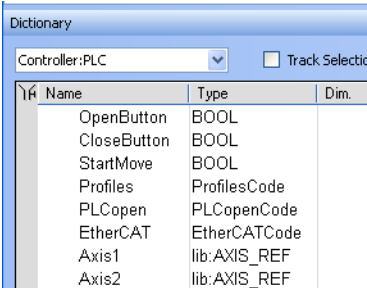 Dictionary
Controller:PLC Track Selectio
Name Type Dim.
OpenButton BOOL
CloseButton BOOL
StartMove BOOL
Profiles ProfilesCode
PLCopen PLCopenCode
EtherCAT EtherCATCode
Axis1 lib:AXIS_REF
Axis2 lib:AXIS_REF